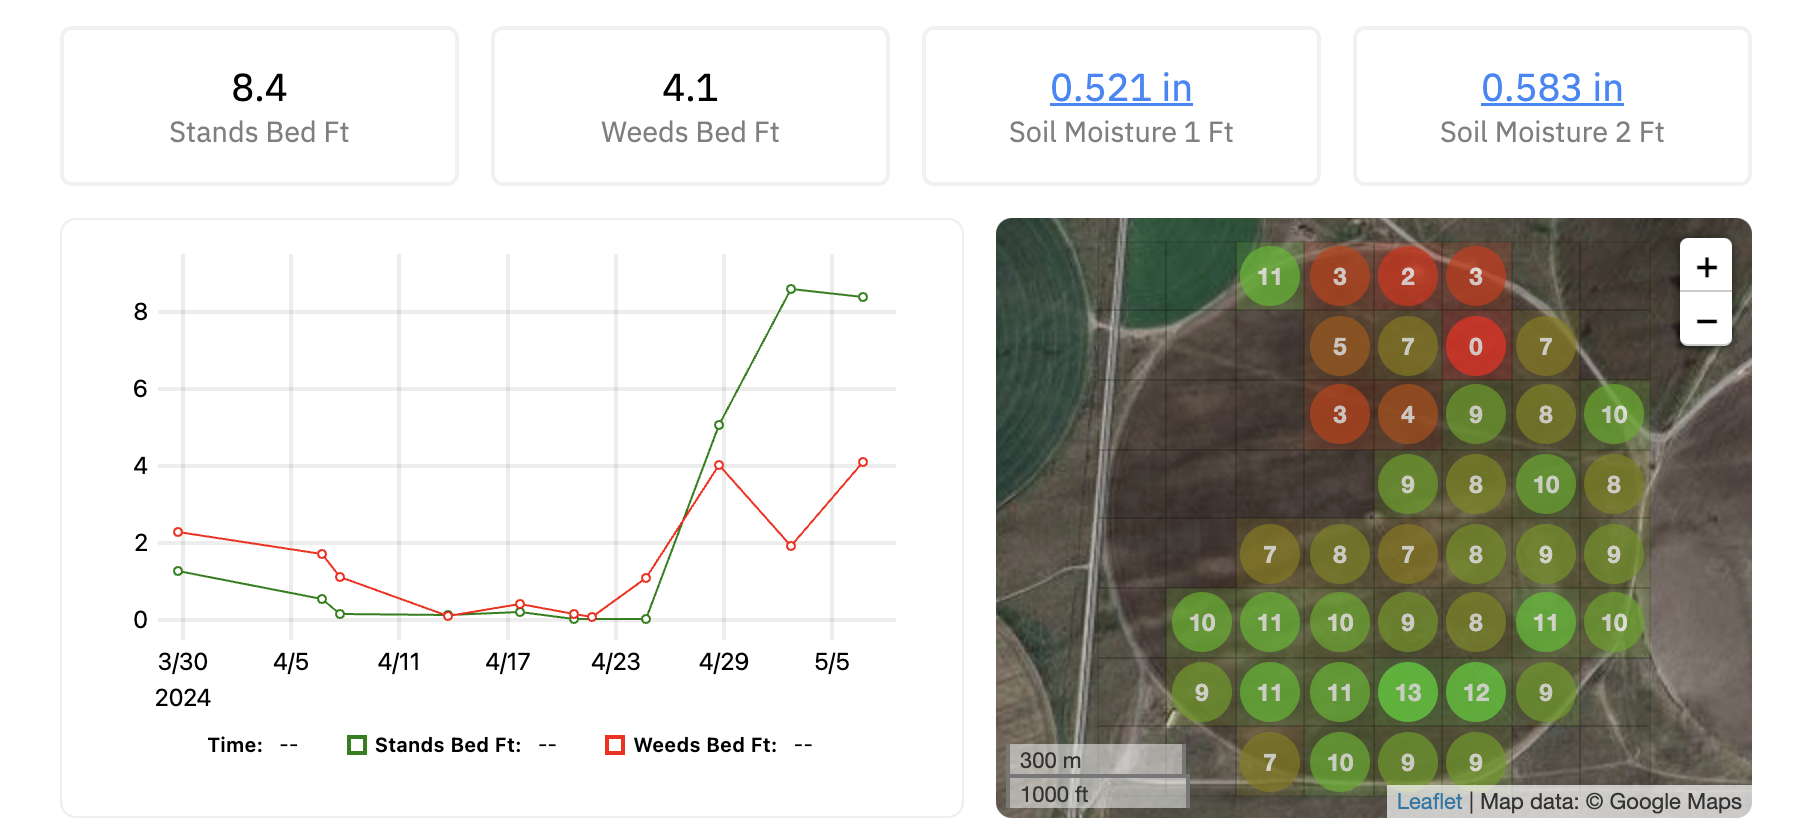 8.4
Stands Bed Ft
4.1
Weeds Bed Ft
0.521 in
Soil Moisture 1 Ft
0.583 in
Soil Moisture 2 Ft
8
6
4
2
0
3/30 4/5 4/11 4/17 4/23 4/29 5/5
2024
Time: -- Stands Bed Ft: -- Weeds Bed Ft: --
11 3 2 3
5 7 0 7
3 4 9 8 10
9 8 10 8
7 8 7 8 9 9
10 11 10 9 8 11 10
9 11 11 13 12 9
7 10 9 9
+
−
300 m
1000 ft
Leaflet | Map data: © Google Maps